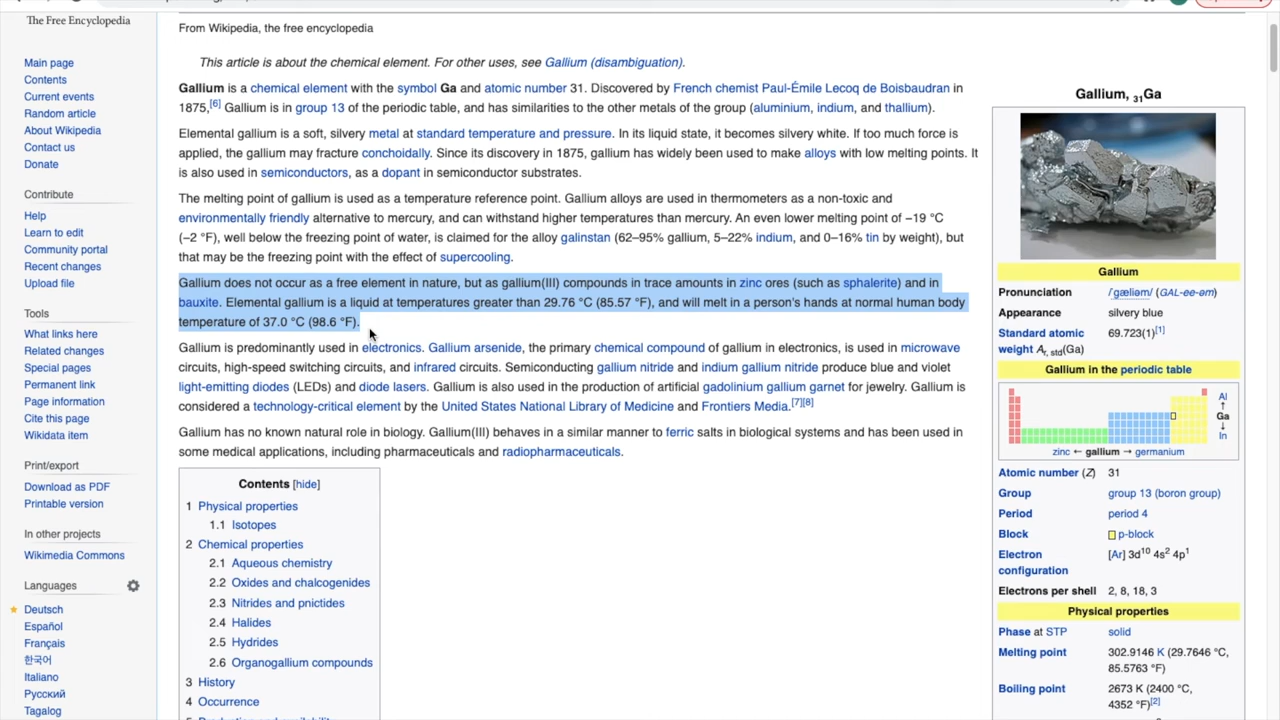 The Free Encyclopedia
Main page
Contents
Current events
Random article
About Wikipedia
Contact us
Donate
Contribute
Help
Learn to edit
Community portal
Recent changes
Upload file
Tools
What links here
Related changes
Special pages
Permanent link
Page information
Cite this page
Wikidata item
Print/export
Download as PDF
Printable version
In other projects
Wikimedia Commons
Languages
Deutsch
Español
Français
한국어
Italiano
Русский
Tagalog
From Wikipedia, the free encyclopedia
This article is about the chemical element. For other uses, see Gallium (disambiguation).
Gallium is a chemical element with the symbol Ga and atomic number 31. Discovered by French chemist Paul-Émile Lecoq de Boisbaudran in
1875,[6] Gallium is in group 13 of the periodic table, and has similarities to the other metals of the group (aluminium, indium, and thallium).
Elemental gallium is a soft, silvery metal at standard temperature and pressure. In its liquid state, it becomes silvery white. If too much force is
applied, the gallium may fracture conchoidally. Since its discovery in 1875, gallium has widely been used to make alloys with low melting points. It
is also used in semiconductors, as a dopant in semiconductor substrates.
The melting point of gallium is used as a temperature reference point. Gallium alloys are used in thermometers as a non-toxic and
environmentally friendly alternative to mercury, and can withstand higher temperatures than mercury. An even lower melting point of −19 °C
(−2 °F), well below the freezing point of water, is claimed for the alloy galinstan (62–95% gallium, 5–22% indium, and 0–16% tin by weight), but
that may be the freezing point with the effect of supercooling.
Gallium does not occur as a free element in nature, but as gallium(III) compounds in trace amounts in zinc ores (such as sphalerite) and in
bauxite. Elemental gallium is a liquid at temperatures greater than 29.76 °C (85.57 °F), and will melt in a person's hands at normal human body
temperature of 37.0 °C (98.6 °F).
Gallium is predominantly used in electronics. Gallium arsenide, the primary chemical compound of gallium in electronics, is used in microwave
circuits, high-speed switching circuits, and infrared circuits. Semiconducting gallium nitride and indium gallium nitride produce blue and violet
light-emitting diodes (LEDs) and diode lasers. Gallium is also used in the production of artificial gadolinium gallium garnet for jewelry. Gallium is
considered a technology-critical element by the United States National Library of Medicine and Frontiers Media.[7][8]
Gallium has no known natural role in biology. Gallium(III) behaves in a similar manner to ferric salts in biological systems and has been used in
some medical applications, including pharmaceuticals and radiopharmaceuticals.
Contents [hide]
1 Physical properties
1.1 Isotopes
2 Chemical properties
2.1 Aqueous chemistry
2.2 Oxides and chalcogenides
2.3 Nitrides and pnictides
2.4 Halides
2.5 Hydrides
2.6 Organogallium compounds
3 History
4 Occurrence
Gallium, 31Ga
Gallium
Pronunciation /ˈɡæliəm/ (GAL-ee-əm)
Appearance silvery blue
Standard atomic 69.723(1)[1]
weight Ar, std(Ga)
Gallium in the periodic table
Al
↑
Ga
↓
In
zinc ← gallium → germanium
Atomic number (Z) 31
Group group 13 (boron group)
Period period 4
Block p-block
Electron [Ar] 3d10 4s2 4p1
configuration
Electrons per shell 2, 8, 18, 3
Physical properties
Phase at STP solid
Melting point 302.9146 K (29.7646 °C,
85.5763 °F)
Boiling point 2673 K (2400 °C,
4352 °F)[2]